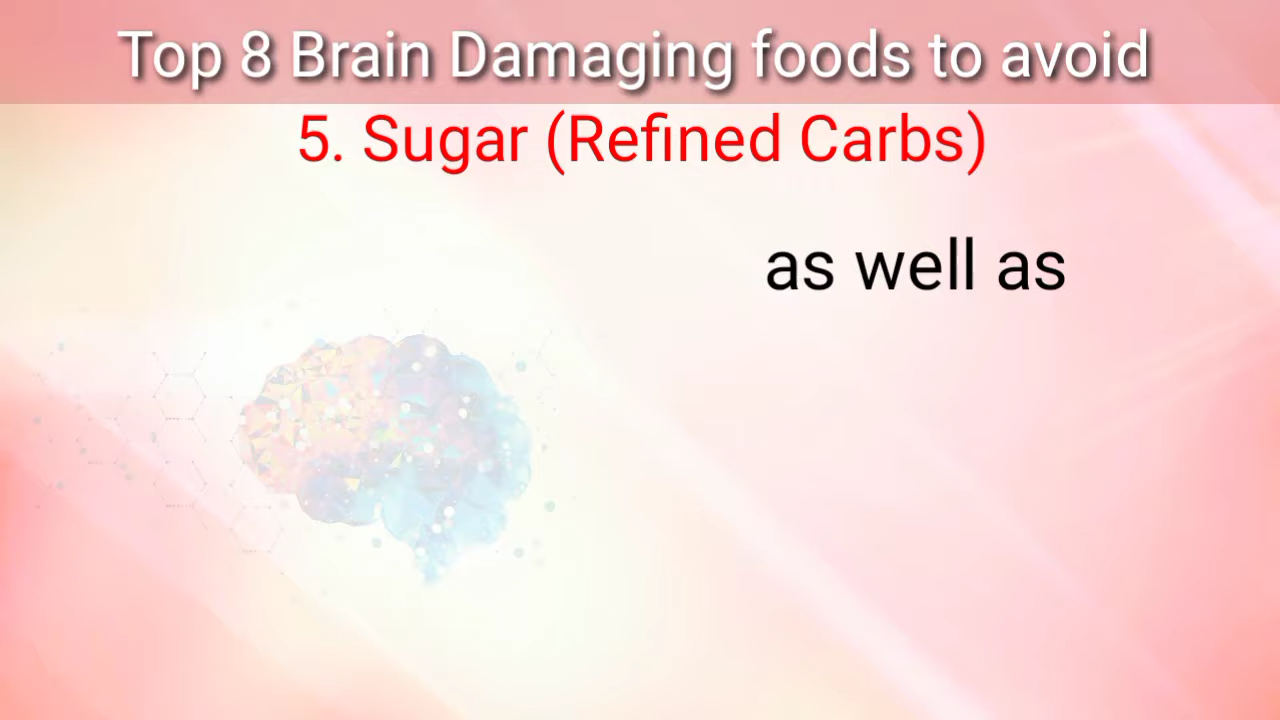 Top 8 Brain Damaging foods to avoid
5. Sugar (Refined Carbs)
as well as